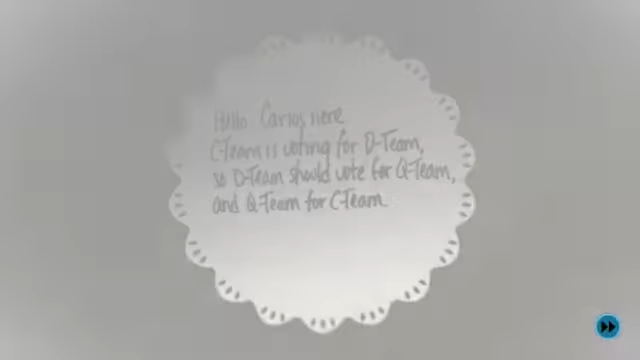 Hello Carlos here
C-Team is voting for D-Team,
so D-Team should vote for Q-Team,
and Q-Team for C-Team